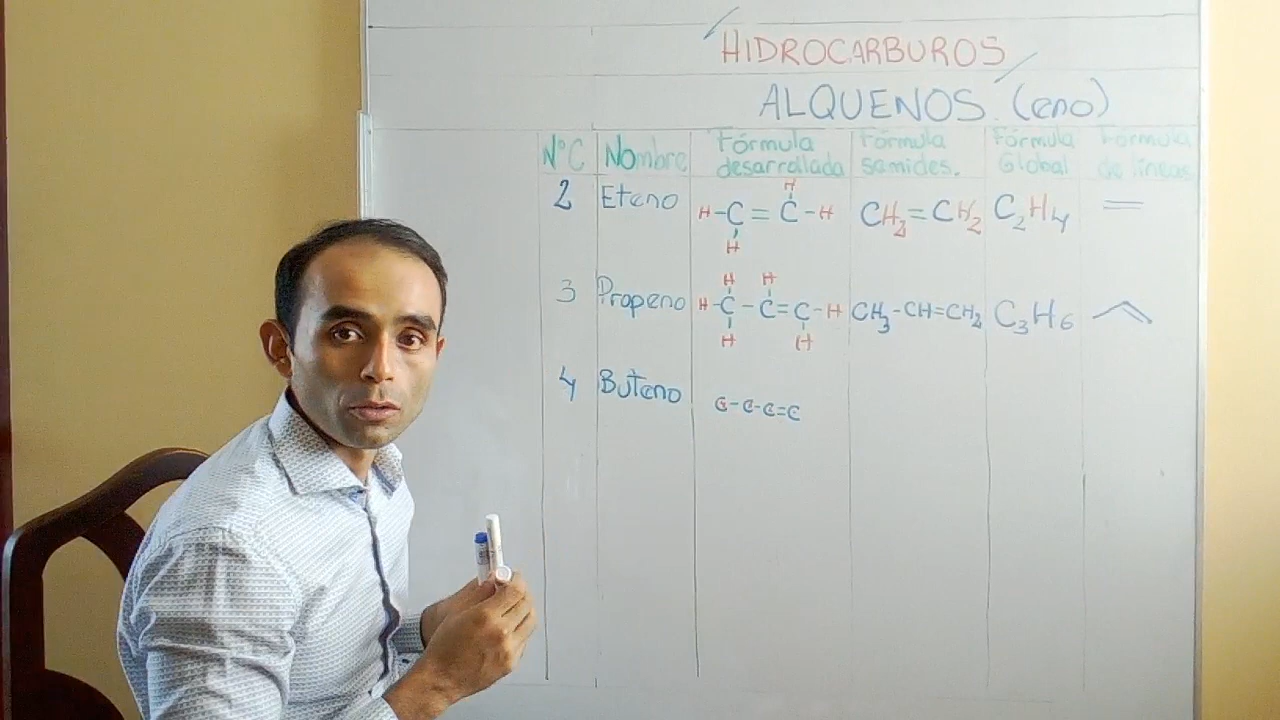 HIDROCARBUROS
ALQUENOS. (eno)
N°C Nombre Fórmula desarrollada Fórmula semides. Fórmula Global Fórmula de líneas
2 Eteno H-C=C-H H H CH2=CH2 C2H4
3 Propeno H H H-C-C=C-H H H CH3-CH=CH2 C3H6
4 Buteno C-C-C=C